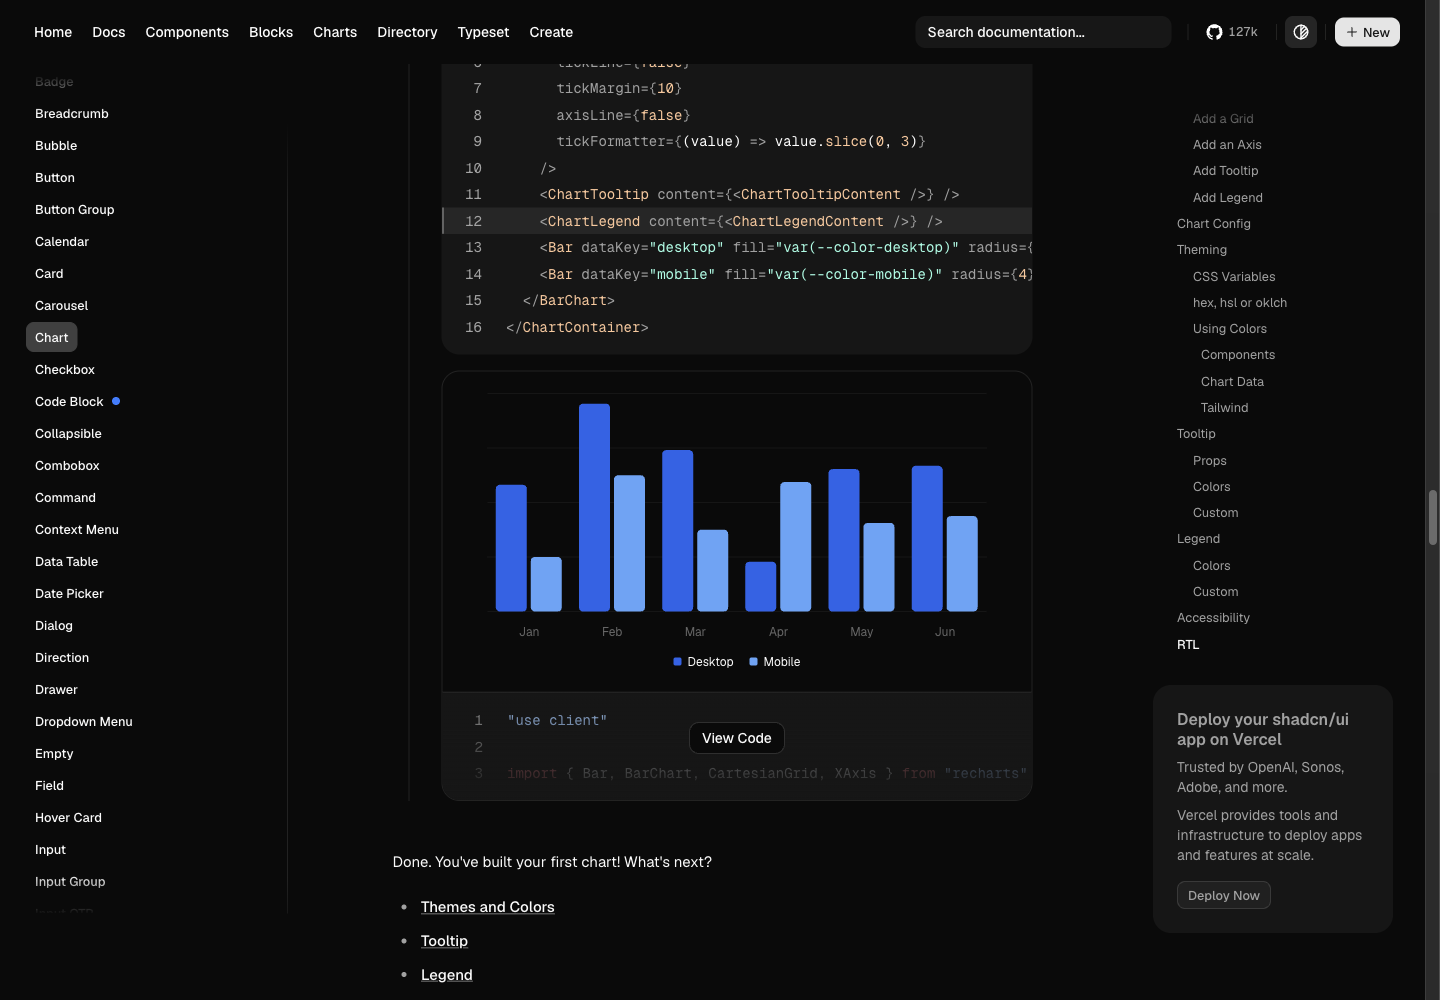 Home Docs Components Blocks Charts Directory Typeset Create
Search documentation...
127k
New
Badge
Breadcrumb
Bubble
Button
Button Group
Calendar
Card
Carousel
Chart
Checkbox
Code Block
Collapsible
Combobox
Command
Context Menu
Data Table
Date Picker
Dialog
Direction
Drawer
Dropdown Menu
Empty
Field
Hover Card
Input
Input Group
Input OTP
6 tickLine={false}
7 tickMargin={10}
8 axisLine={false}
9 tickFormatter={(value) => value.slice(0, 3)}
10 />
11 <ChartTooltip content={<ChartTooltipContent />} />
12 <ChartLegend content={<ChartLegendContent />} />
13 <Bar dataKey="desktop" fill="var(--color-desktop)" radius={
14 <Bar dataKey="mobile" fill="var(--color-mobile)" radius={4}
15 </BarChart>
16 </ChartContainer>
Jan Feb Mar Apr May Jun
Desktop Mobile
1 "use client"
2
View Code
3 import { Bar, BarChart, CartesianGrid, XAxis } from "recharts"
Done. You've built your first chart! What's next?
• Themes and Colors
• Tooltip
• Legend
Add a Grid
Add an Axis
Add Tooltip
Add Legend
Chart Config
Theming
CSS Variables
hex, hsl or oklch
Using Colors
Components
Chart Data
Tailwind
Tooltip
Props
Colors
Custom
Legend
Colors
Custom
Accessibility
RTL
Deploy your shadcn/ui
app on Vercel
Trusted by OpenAI, Sonos,
Adobe, and more.
Vercel provides tools and
infrastructure to deploy apps
and features at scale.
Deploy Now